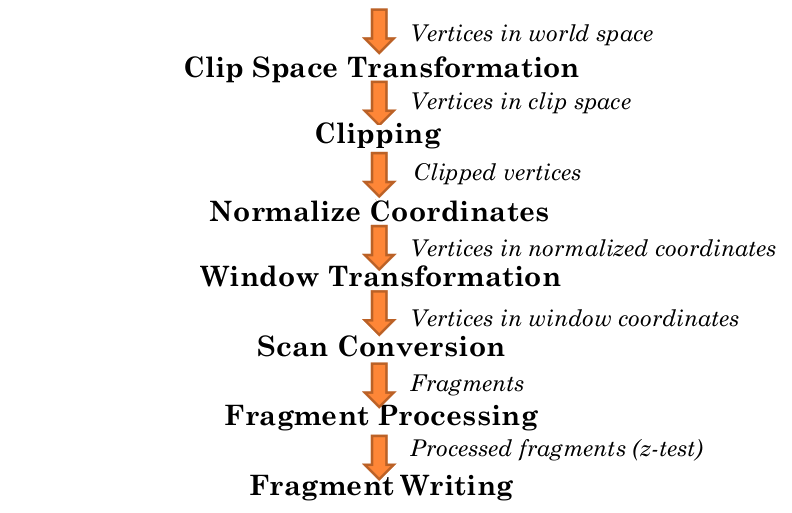 Vertices in world space
Clip Space Transformation
Vertices in clip space
Clipping
Clipped vertices
Normalize Coordinates
Vertices in normalized coordinates
Window Transformation
Vertices in window coordinates
Scan Conversion
Fragments
Fragment Processing
Processed fragments (z-test)
Fragment Writing